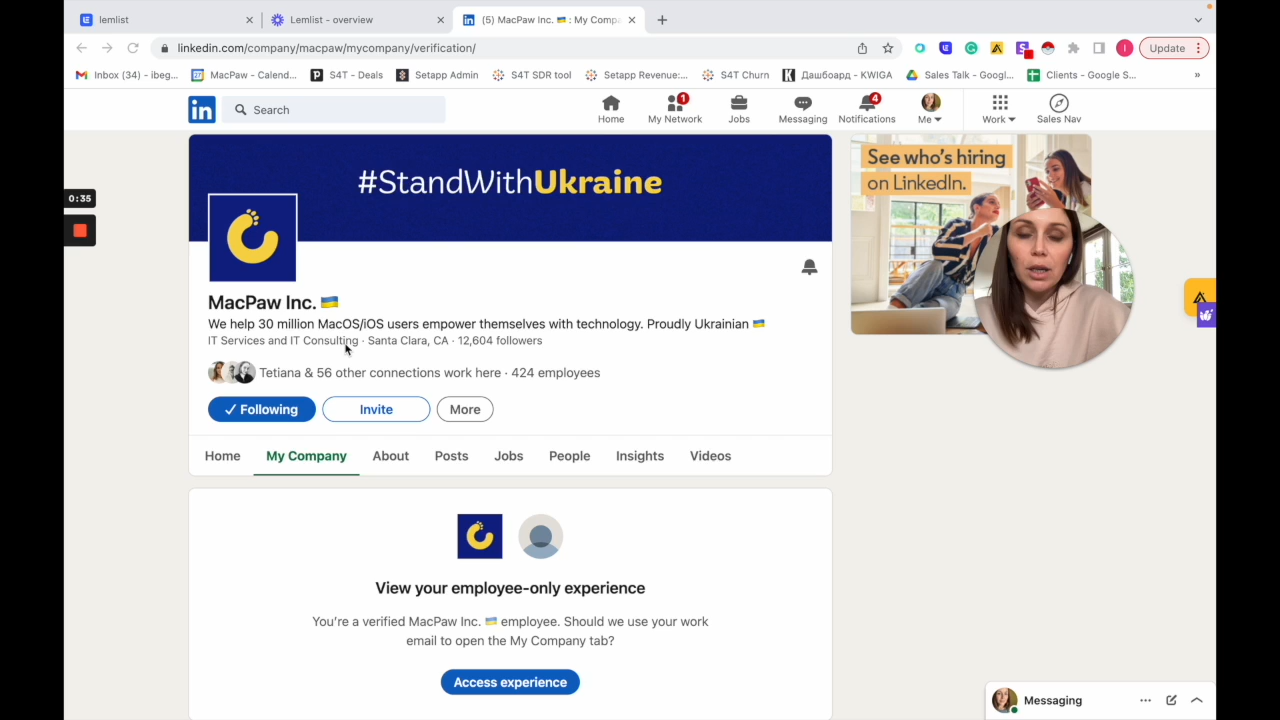 lemlist
Lemlist - overview
(5) MacPaw Inc. 🇺🇦 : My Comp
linkedin.com/company/macpaw/mycompany/verification/
Update
Inbox (34) - ibeg...
MacPaw - Calend...
S4T - Deals
Setapp Admin
S4T SDR tool
Setapp Revenue:...
S4T Churn
Дашбоард - KWIGA
Sales Talk - Googl...
Clients - Google S...
»
in
Search
Home
1
My Network
Jobs
Messaging
4
Notifications
Me
Work
Sales Nav
#StandWithUkraine
See who's hiring
on LinkedIn.
0:35
MacPaw Inc. 🇺🇦
We help 30 million MacOS/iOS users empower themselves with technology. Proudly Ukrainian 🇺🇦
IT Services and IT Consulting · Santa Clara, CA · 12,604 followers
Tetiana & 56 other connections work here · 424 employees
✓ Following
Invite
More
Home
My Company
About
Posts
Jobs
People
Insights
Videos
View your employee-only experience
You're a verified MacPaw Inc. 🇺🇦 employee. Should we use your work
email to open the My Company tab?
Access experience
Messaging